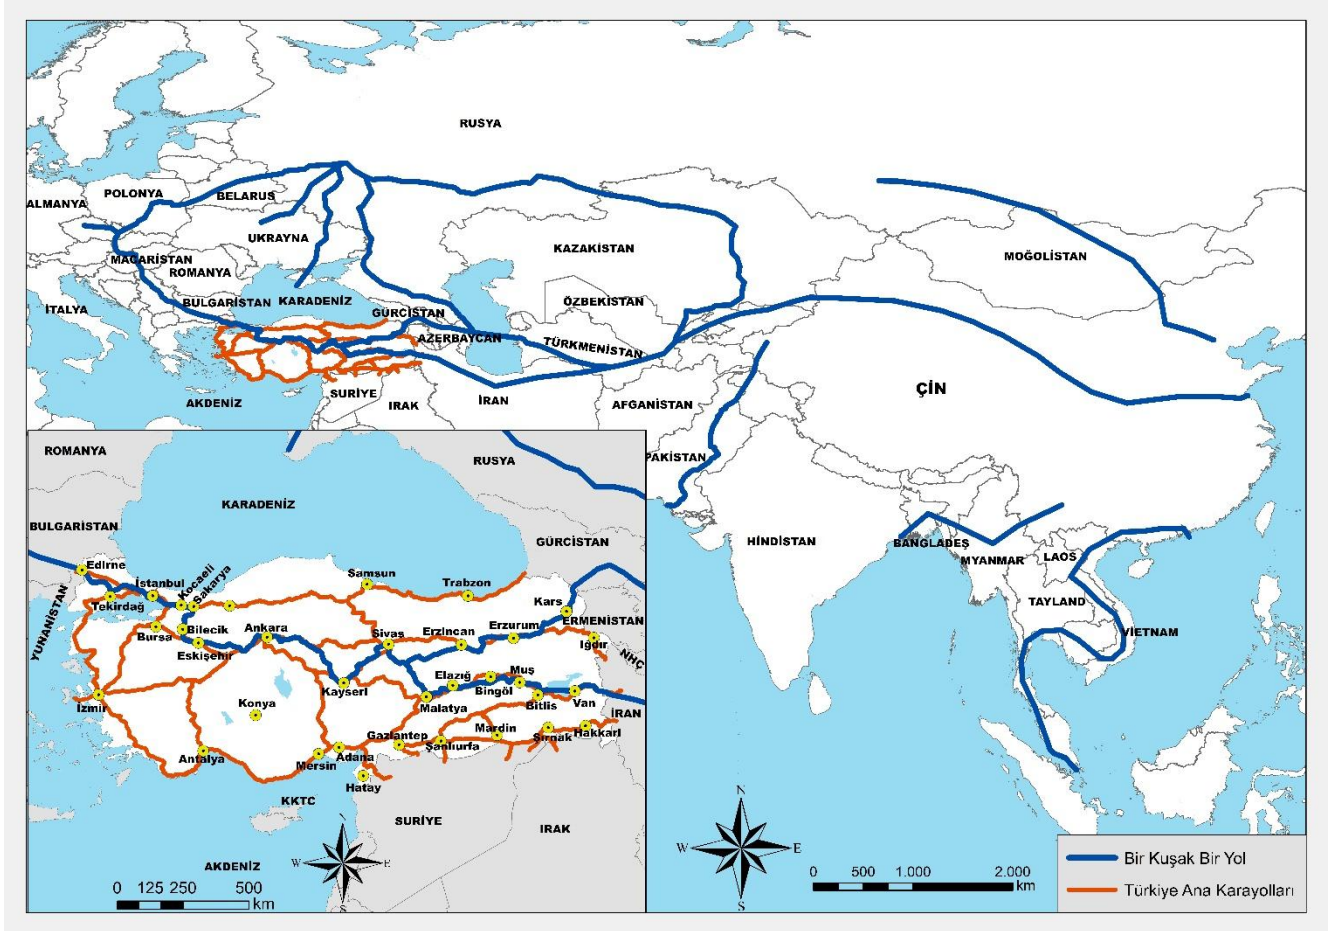 RUSYA
POLONYA
BELARUS
ALMANYA
UKRAYNA
KAZAKİSTAN
MACARİSTAN
MOĞOLİSTAN
ROMANYA
BULGARİSTAN
KARADENİZ
ÖZBEKİSTAN
İTALYA
GÜRCİSTAN
AZERBAYCAN
TÜRKMENİSTAN
ÇİN
SURİYE
İRAN
AKDENİZ
IRAK
AFGANİSTAN
PAKİSTAN
HİNDİSTAN
BANGLADEŞ
MYANMAR
LAOS
TAYLAND
VİETNAM
ROMANYA
RUSYA
KARADENİZ
BULGARİSTAN
GÜRCİSTAN
Edirne
İstanbul
Kocaeli
Sakarya
Samsun
Trabzon
Tekirdağ
Kars
YUNANİSTAN
ERMENİSTAN
Bursa
Bilecik
Ankara
Sivas
Erzincan
Erzurum
Iğdır
Eskişehir
NHÇ
Elazığ
Muş
Kayseri
Bingöl
İzmir
Konya
Malatya
Bitlis
Van
İRAN
Gaziantep
Mardin
Şırnak
Hakkari
Antalya
Mersin
Adana
Şanlıurfa
Hatay
KKTC
SURİYE
IRAK
AKDENİZ
N
W
E
S
0 125 250 500
km
N
W
E
S
0 500 1.000 2.000
km
Bir Kuşak Bir Yol
Türkiye Ana Karayolları